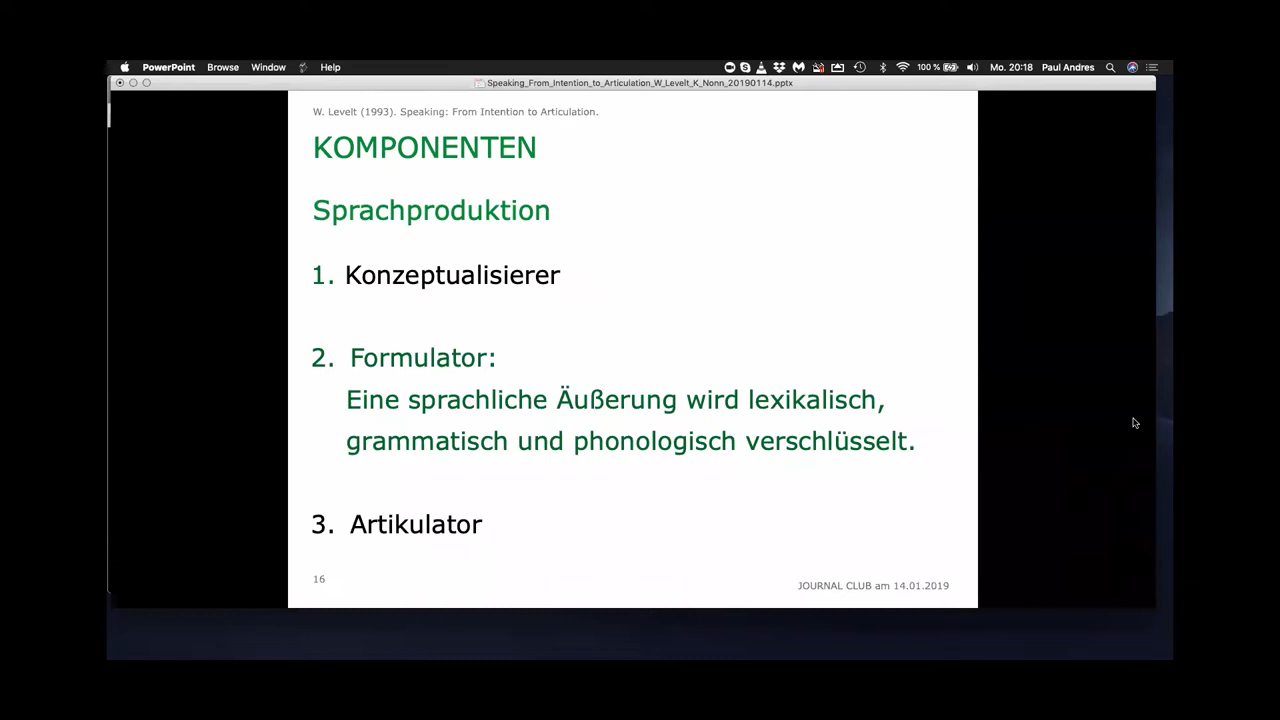 PowerPoint Browse Window Help 100 % Mo. 20:18 Paul Andres
Speaking_From_Intention_to_Articulation_W_Levelt_K_Nonn_20190114.pptx
W. Levelt (1993). Speaking: From Intention to Articulation.
KOMPONENTEN
Sprachproduktion
1. Konzeptualisierer
2. Formulator:
Eine sprachliche Äußerung wird lexikalisch,
grammatisch und phonologisch verschlüsselt.
3. Artikulator
16
JOURNAL CLUB am 14.01.2019